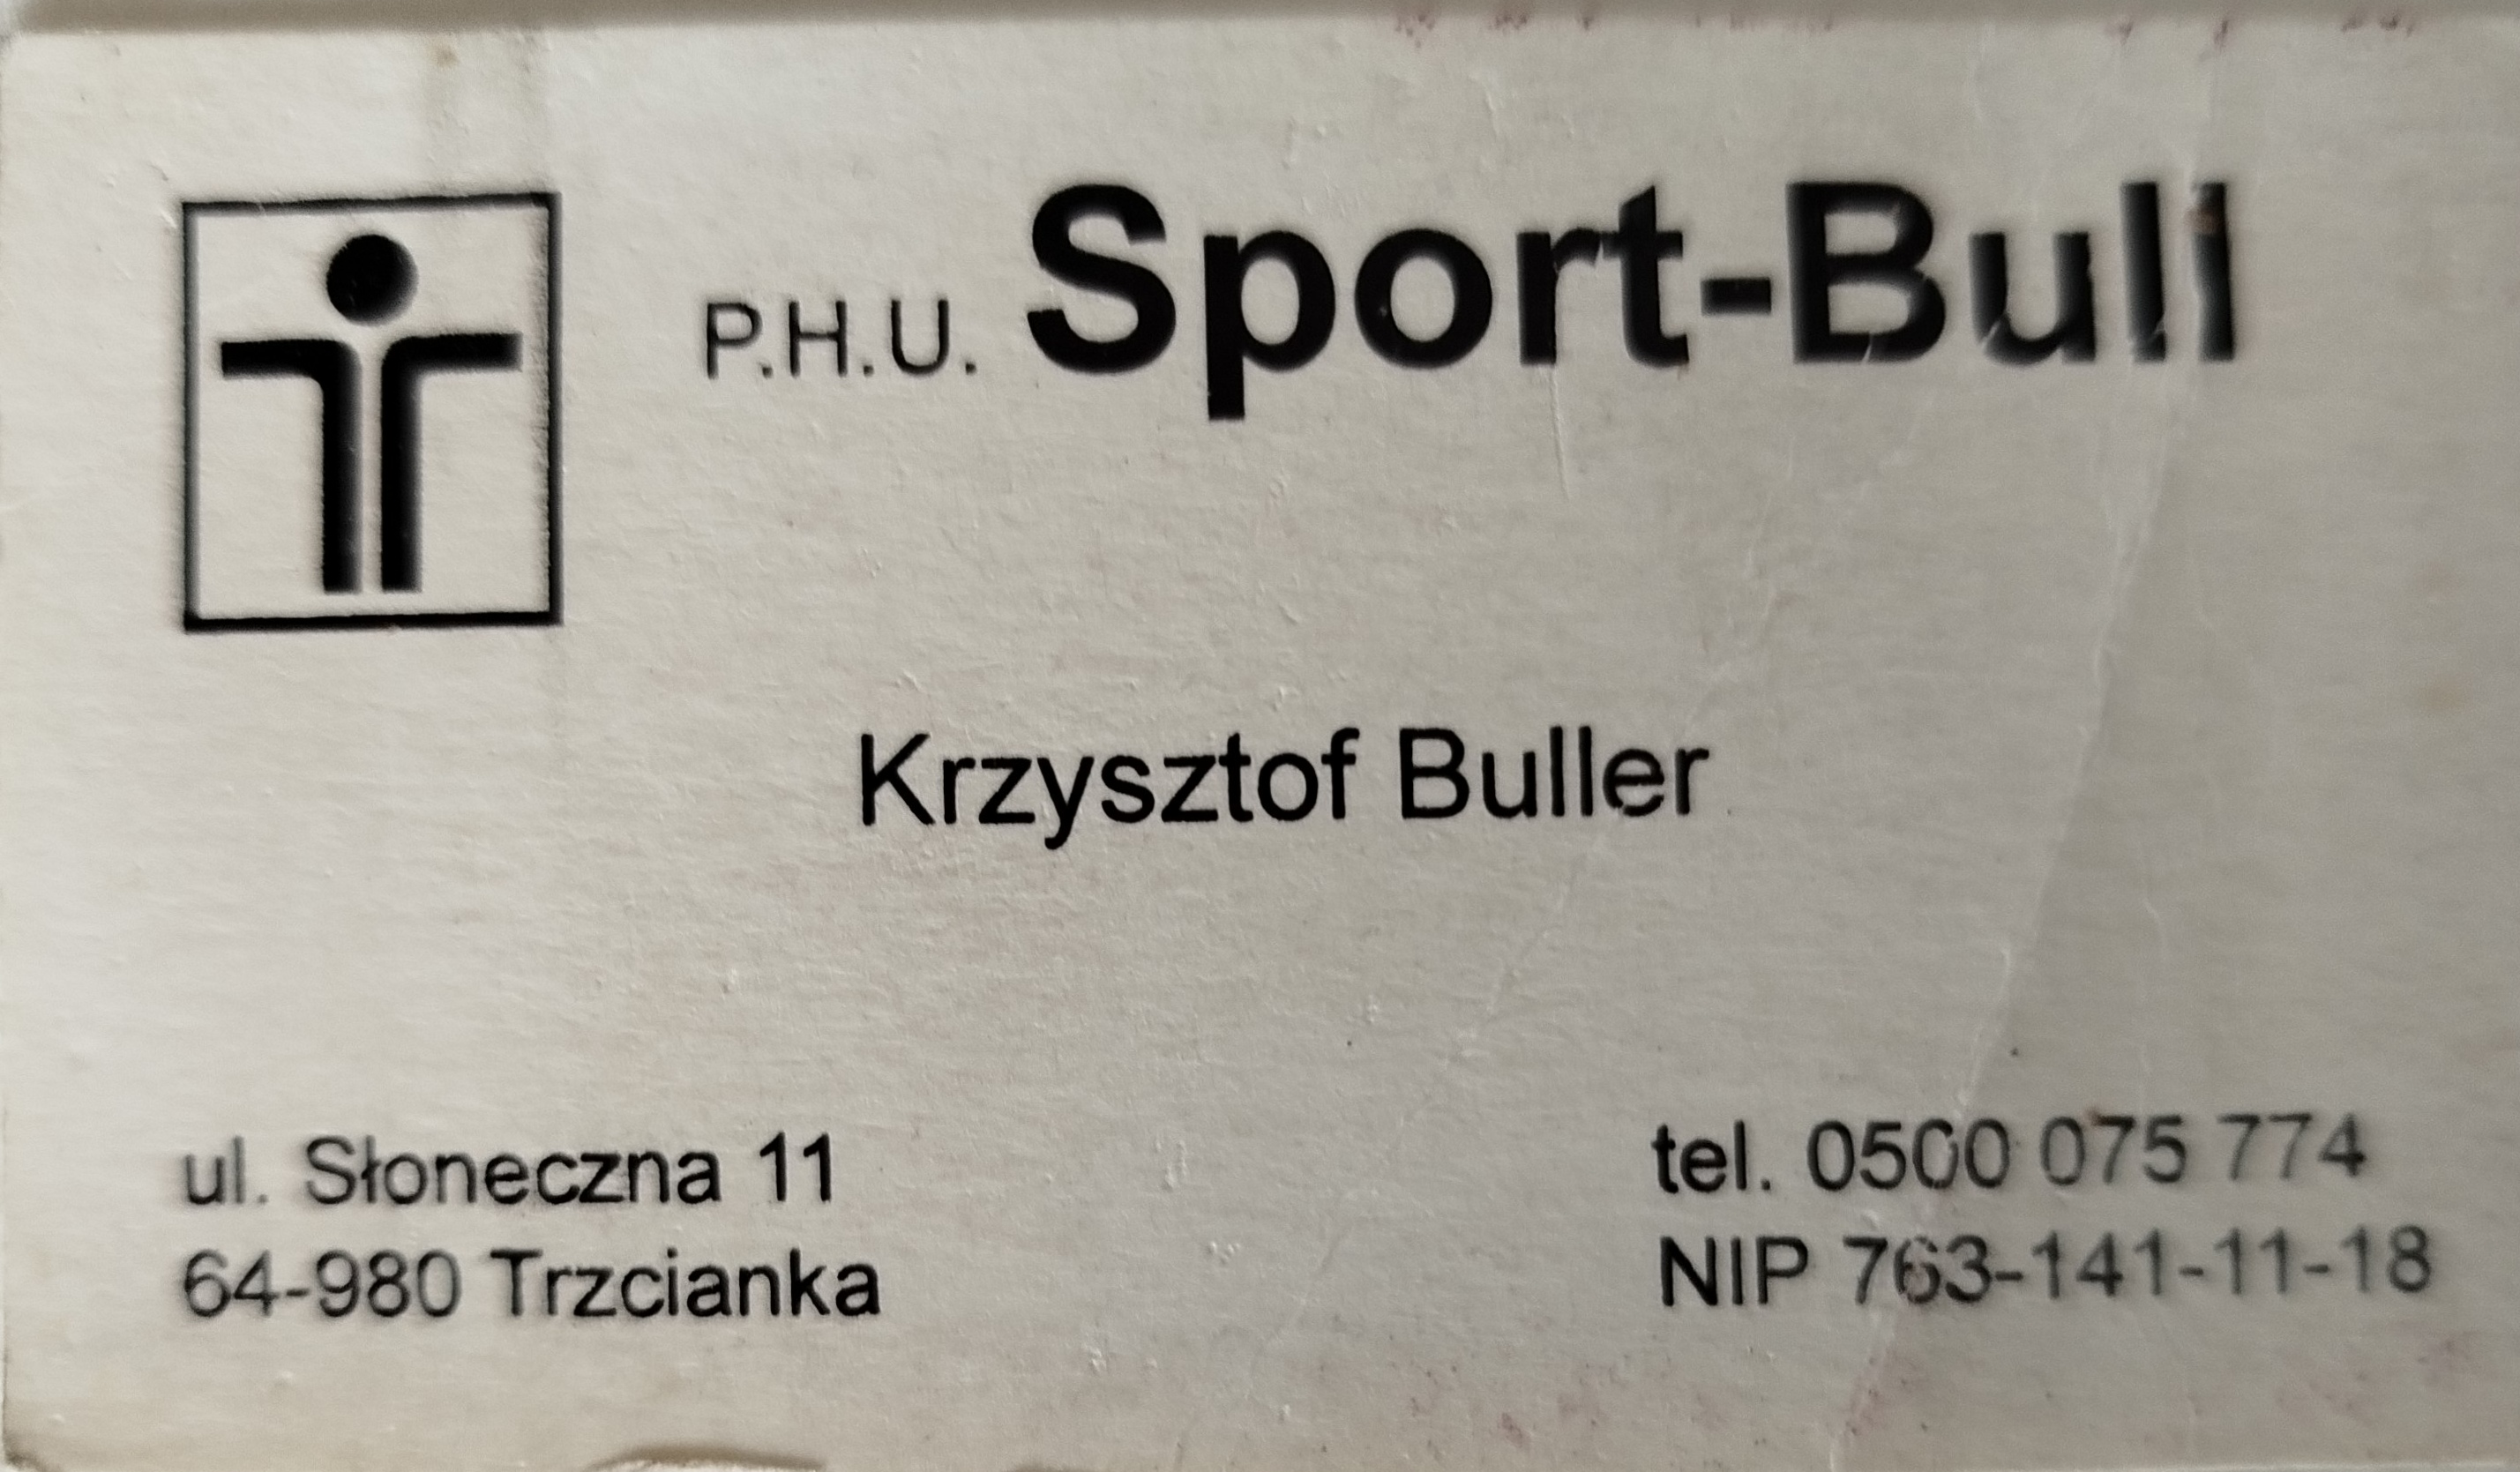 P.H.U. Sport-Bull
Krzysztof Buller
ul. Słoneczna 11
64-980 Trzcianka
tel. 0500 075 774
NIP 763-141-11-18